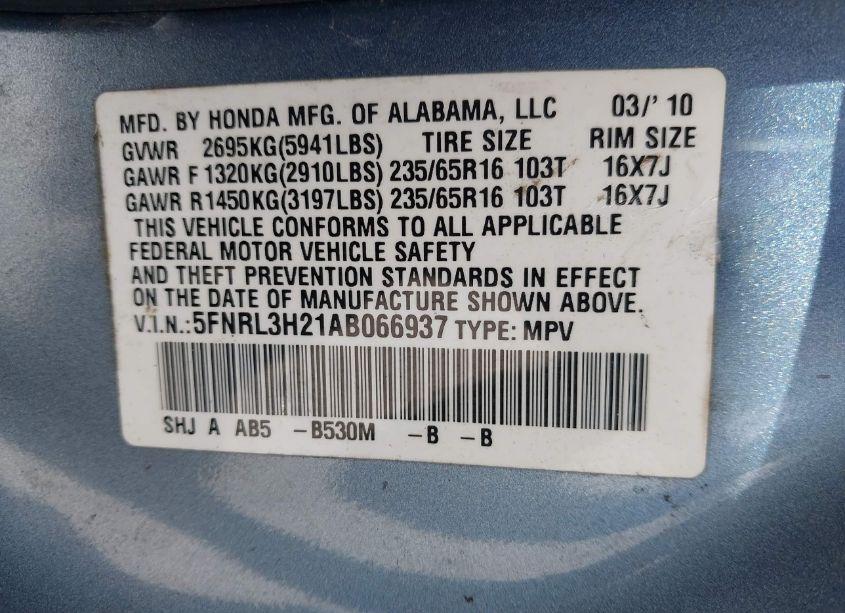 MFD. BY HONDA MFG. OF ALABAMA, LLC 03/' 10
GVWR 2695KG(5941LBS) TIRE SIZE RIM SIZE
GAWR F 1320KG(2910LBS) 235/65R16 103T 16X7J
GAWR R1450KG(3197LBS) 235/65R16 103T 16X7J
THIS VEHICLE CONFORMS TO ALL APPLICABLE
FEDERAL MOTOR VEHICLE SAFETY
AND THEFT PREVENTION STANDARDS IN EFFECT
ON THE DATE OF MANUFACTURE SHOWN ABOVE.
V.I.N.:5FNRL3H21AB066937 TYPE: MPV
SHJ A AB5 -B530M -B -B